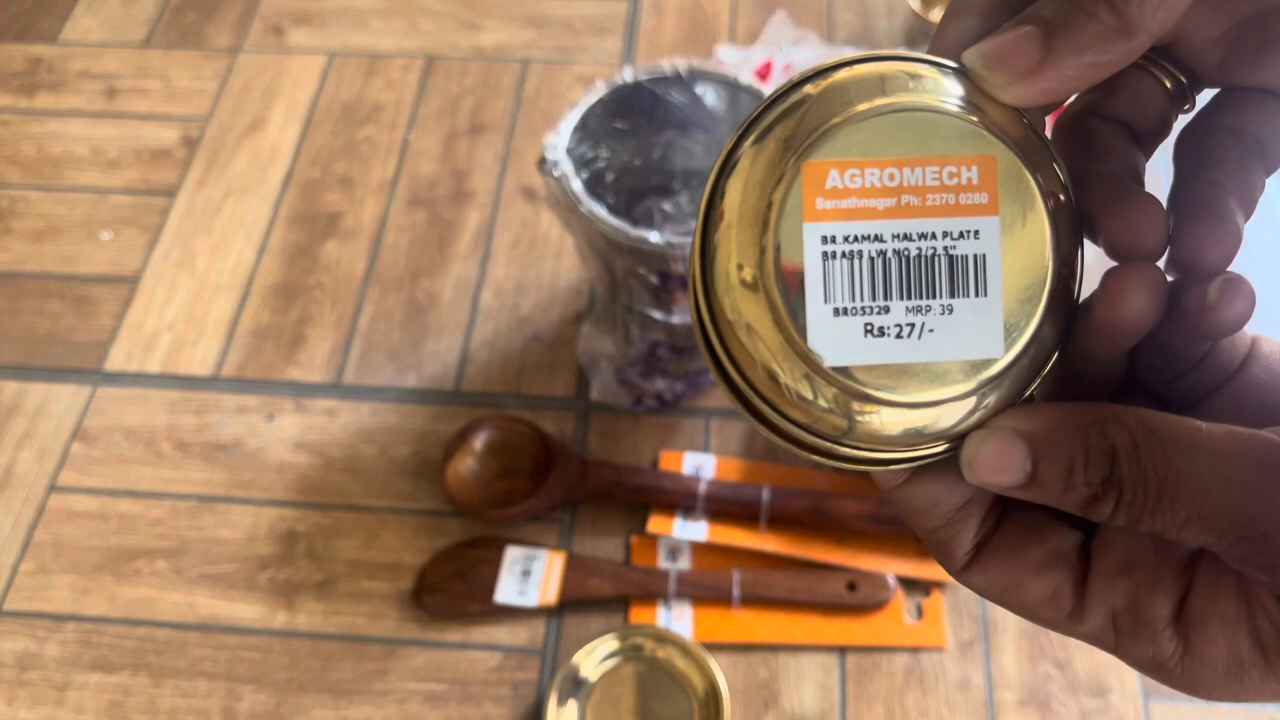 AGROMECH
Sanathnagar Ph: 2370 0280
BR.KAMAL HALWA PLATE
BRASS LW NO 2/2.5"
BR05329 MRP:39
Rs:27/-